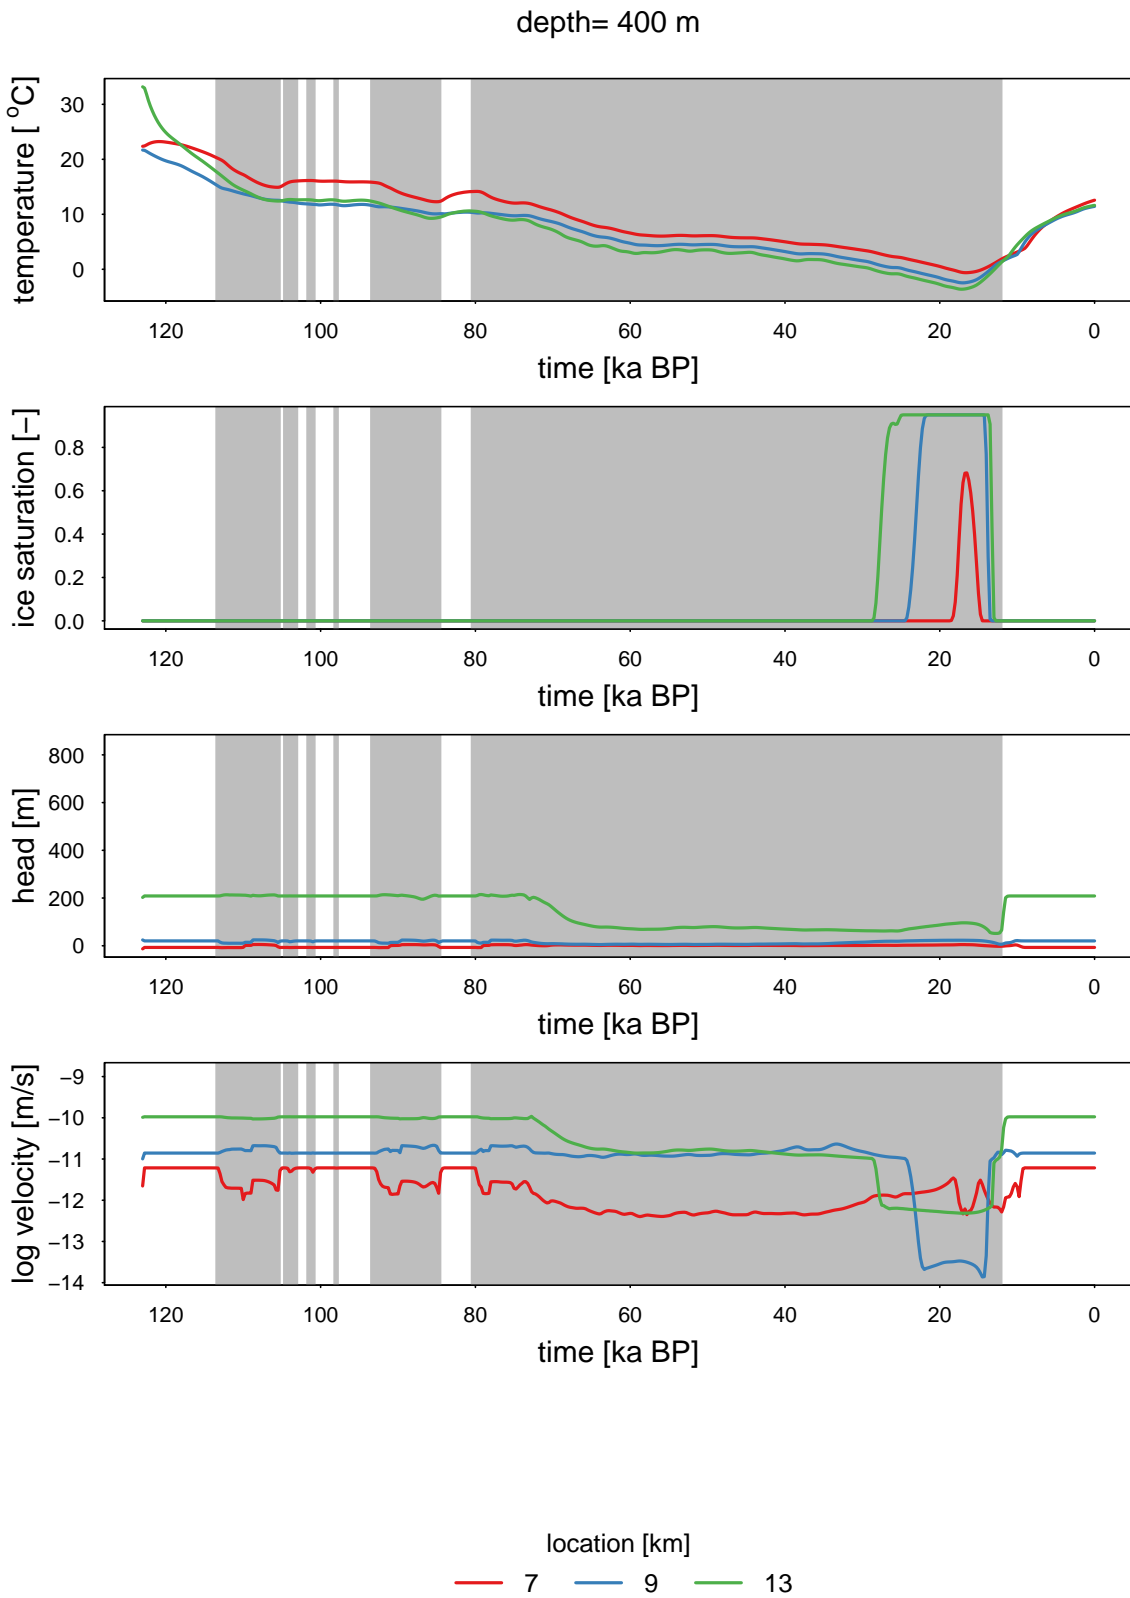 depth= 400 m
temperature [ °C]
30
20
10
0
120 100 80 60 40 20 0
time [ka BP]
ice saturation [−]
0.8
0.6
0.4
0.2
0.0
120 100 80 60 40 20 0
time [ka BP]
head [m]
800
600
400
200
0
120 100 80 60 40 20 0
time [ka BP]
log velocity [m/s]
−9
−10
−11
−12
−13
−14
120 100 80 60 40 20 0
time [ka BP]
location [km]
7 9 13